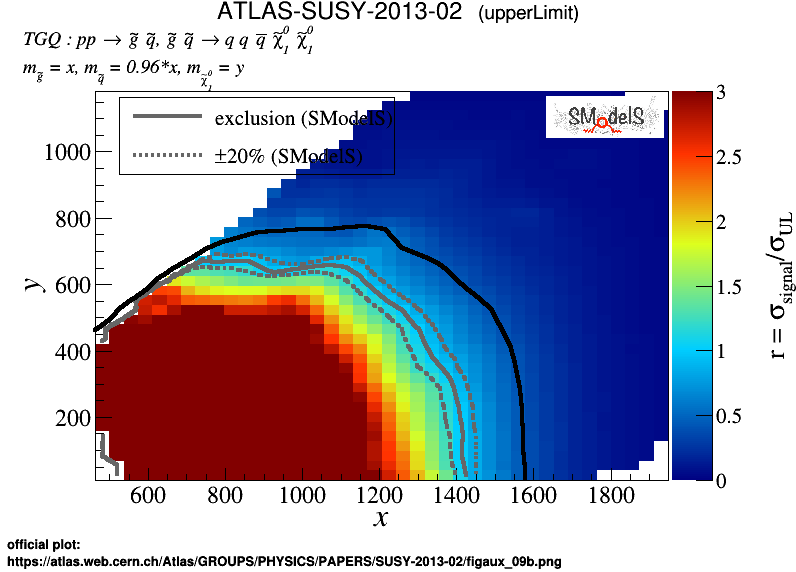 ATLAS-SUSY-2013-02 (upperLimit)
TGQ : pp → g̃ q̃, g̃ q̃ → q q q̅ χ̃₁⁰ χ̃₁⁰
m_g̃ = x, m_q̃ = 0.96*x, m_χ̃₁⁰ = y
exclusion (SModelS)
±20% (SModelS)
SModelS
1000
800
600
400
200
y
600 800 1000 1200 1400 1600 1800
x
3
2.5
2
1.5
1
0.5
0
r = σ_signal/σ_UL
official plot:
https://atlas.web.cern.ch/Atlas/GROUPS/PHYSICS/PAPERS/SUSY-2013-02/figaux_09b.png